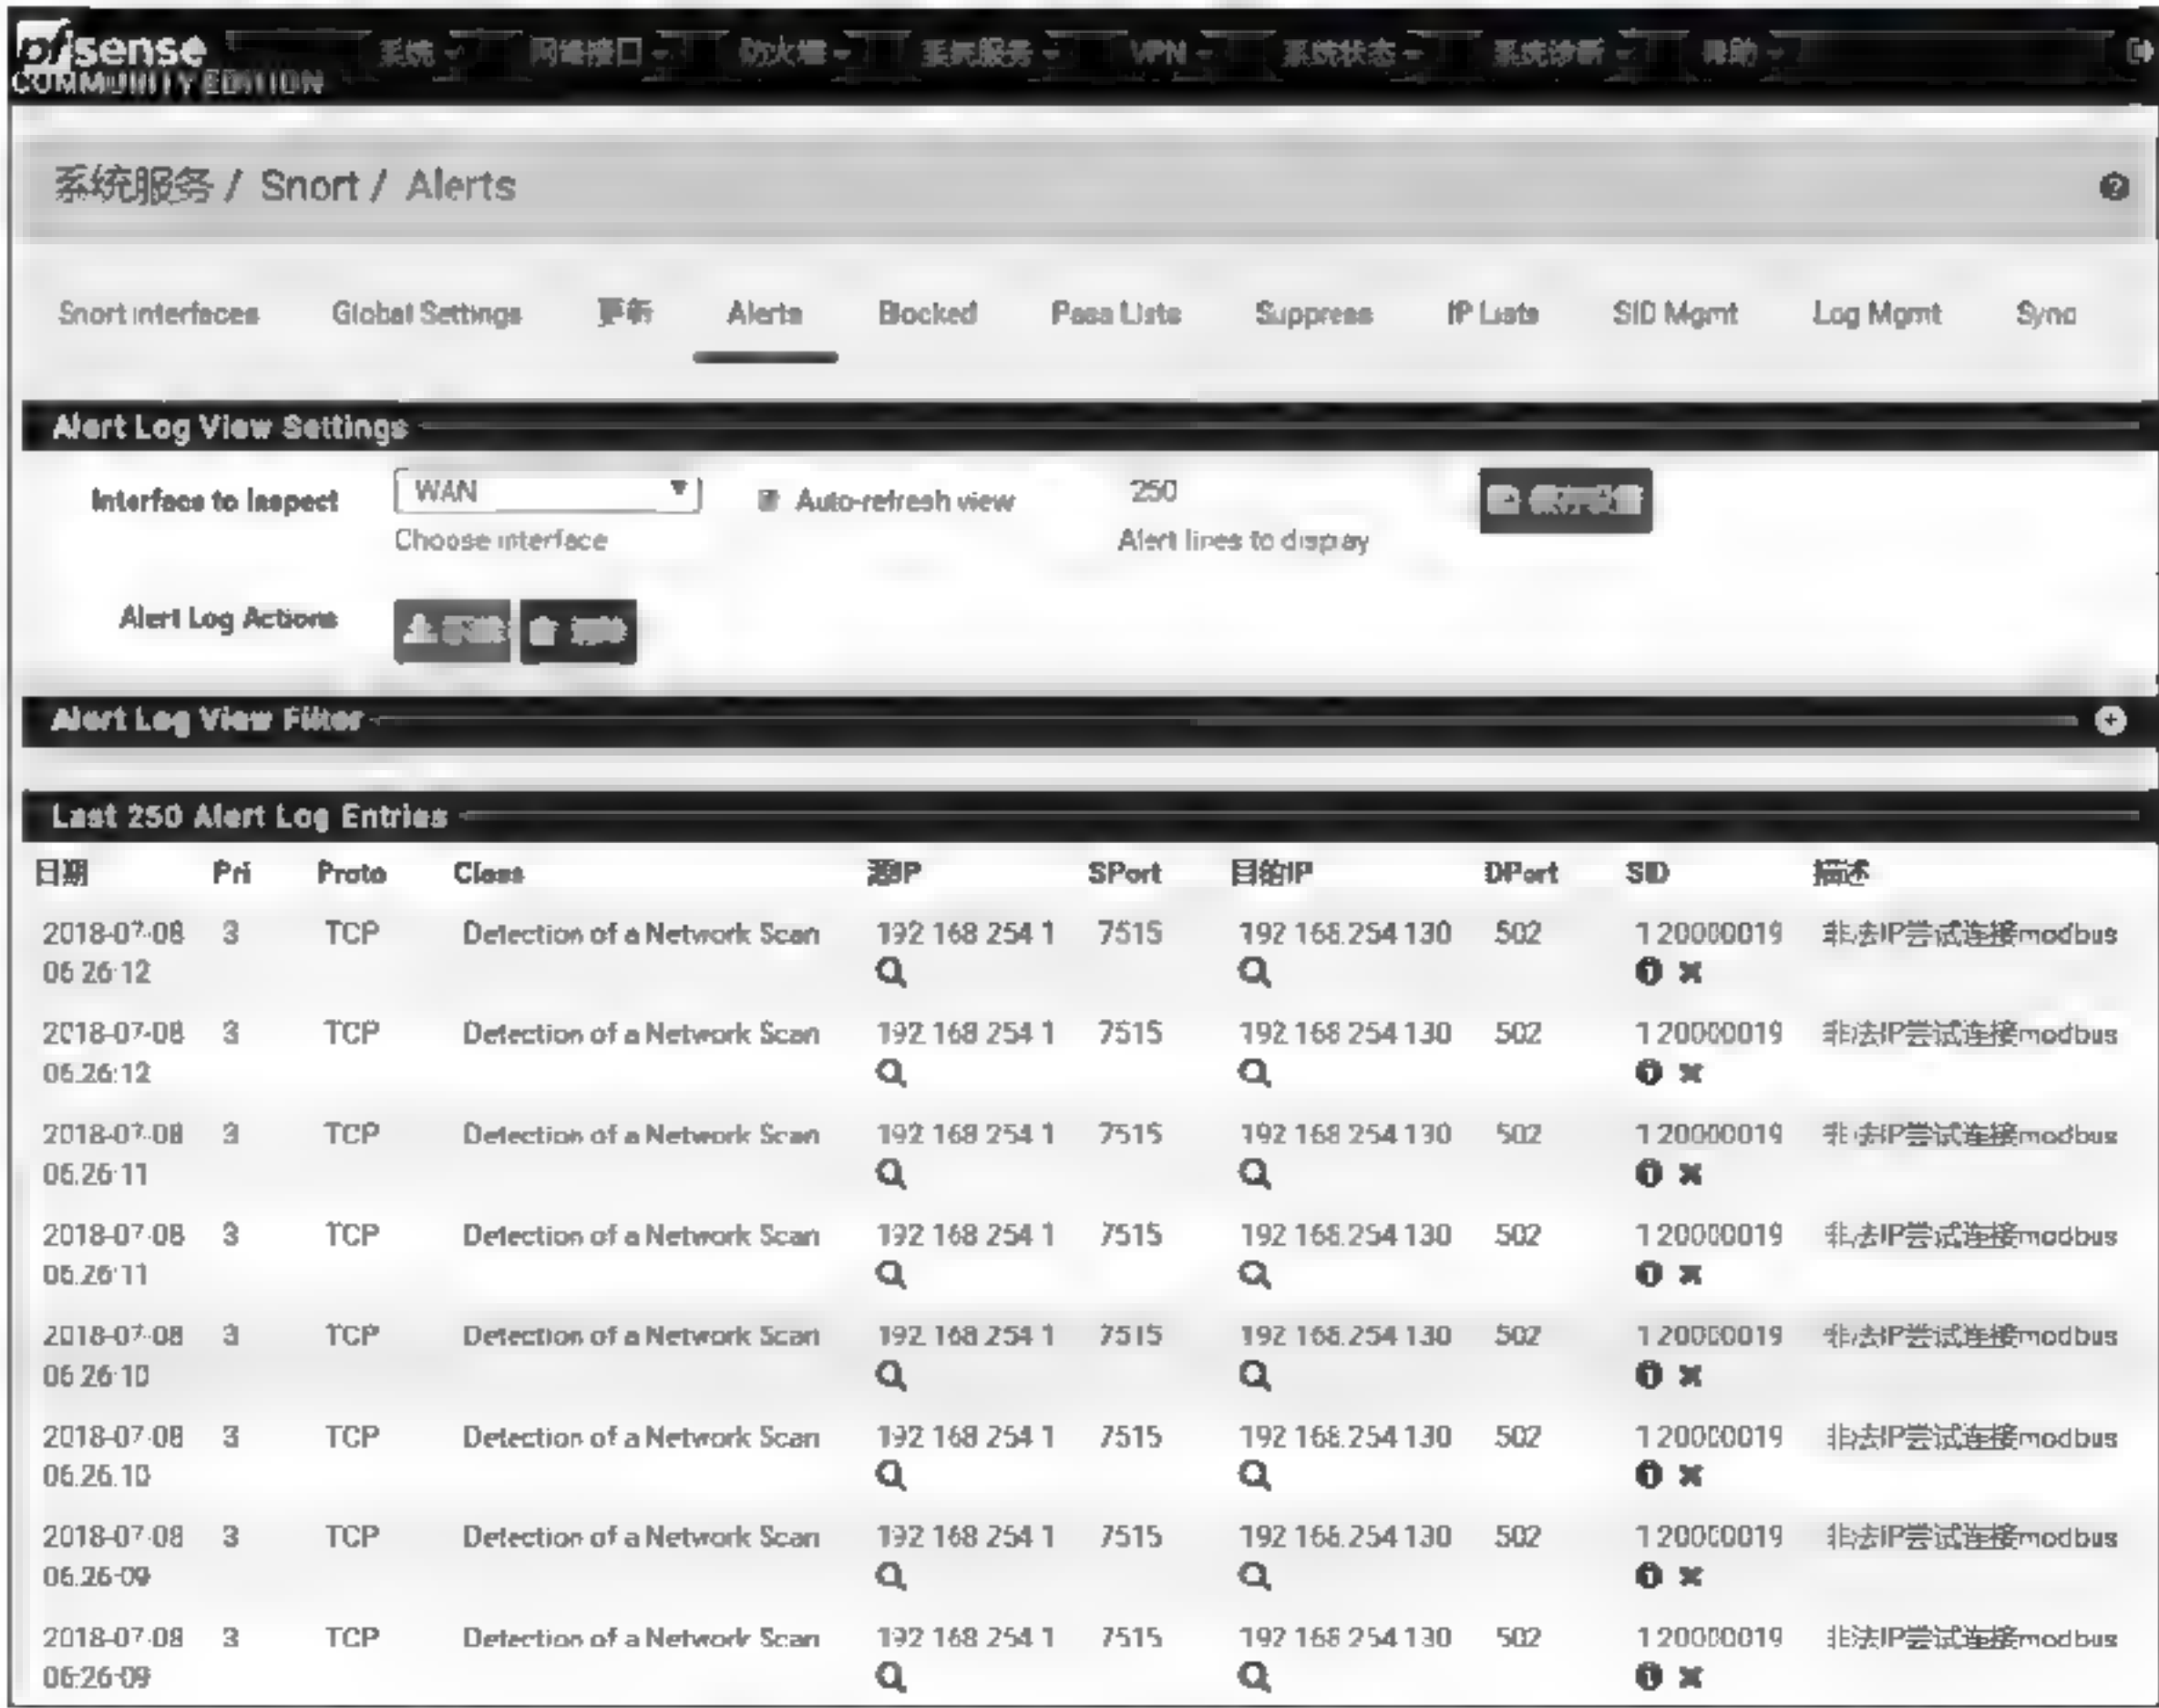 pfsense 系统 网络接口 防火墙 系统服务 VPN 系统状态 系统诊断 帮助
COMMUNITY EDITION
系统服务 / Snort / Alerts
Snort Interfaces Global Settings 更新 Alerts Blocked Pass Lists Suppress IP Lists SID Mgmt Log Mgmt Sync
Alert Log View Settings
Interface to Inspect WAN Auto-refresh view 250
Choose interface Alert lines to display
Alert Log Actions
Alert Log View Filter
Last 250 Alert Log Entries
日期 Pri Proto Class 源IP SPort 目的IP DPort SID 描述
2018-07-08 3 TCP Detection of a Network Scan 192.168.254.1 7515 192.168.254.130 502 1:20000019 非法IP尝试连接modbus
06:26:12
2018-07-08 3 TCP Detection of a Network Scan 192.168.254.1 7515 192.168.254.130 502 1:20000019 非法IP尝试连接modbus
06:26:12
2018-07-08 3 TCP Detection of a Network Scan 192.168.254.1 7515 192.168.254.130 502 1:20000019 非法IP尝试连接modbus
06:26:11
2018-07-08 3 TCP Detection of a Network Scan 192.168.254.1 7515 192.168.254.130 502 1:20000019 非法IP尝试连接modbus
06:26:11
2018-07-08 3 TCP Detection of a Network Scan 192.168.254.1 7515 192.168.254.130 502 1:20000019 非法IP尝试连接modbus
06:26:10
2018-07-08 3 TCP Detection of a Network Scan 192.168.254.1 7515 192.168.254.130 502 1:20000019 非法IP尝试连接modbus
06:26:10
2018-07-08 3 TCP Detection of a Network Scan 192.168.254.1 7515 192.168.254.130 502 1:20000019 非法IP尝试连接modbus
06:26:09
2018-07-08 3 TCP Detection of a Network Scan 192.168.254.1 7515 192.168.254.130 502 1:20000019 非法IP尝试连接modbus
06:26:09